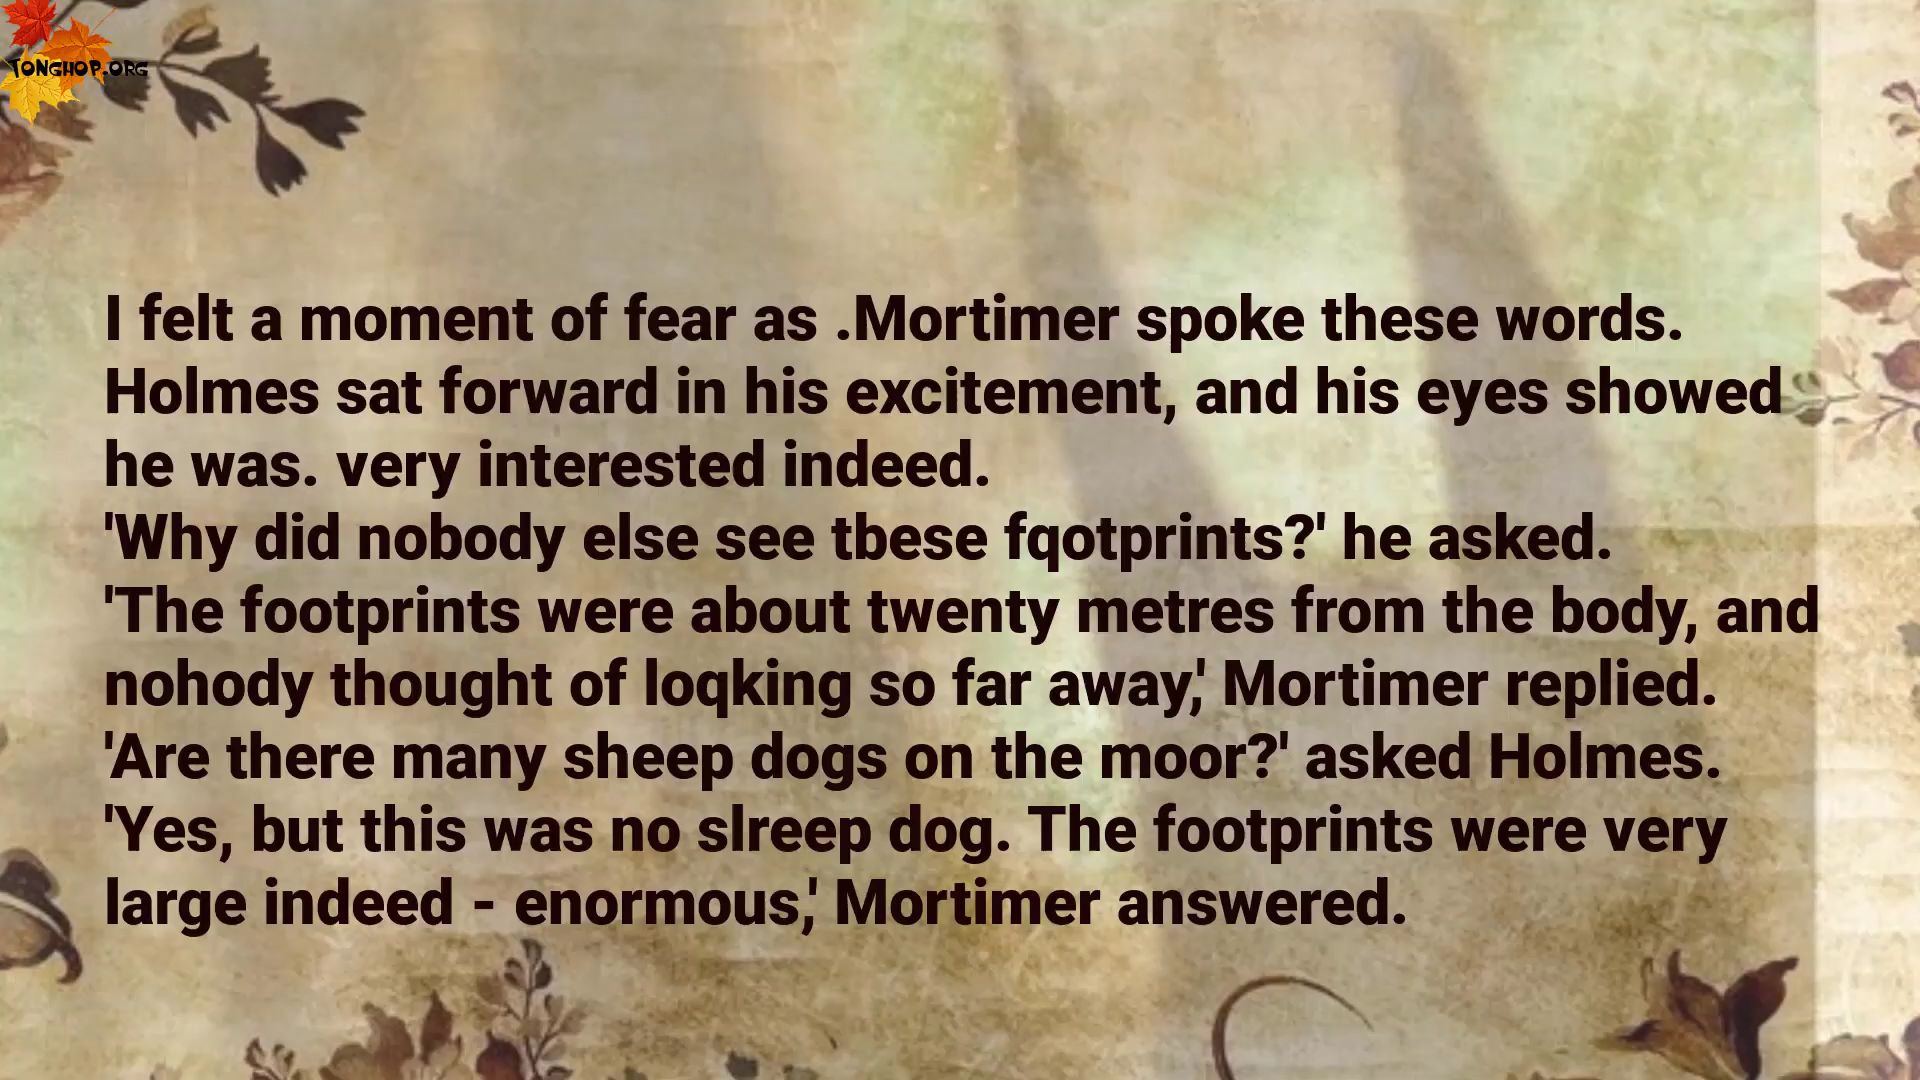 TONGHOP.ORG
I felt a moment of fear as .Mortimer spoke these words.
Holmes sat forward in his excitement, and his eyes showed
he was. very interested indeed.
'Why did nobody else see tbese fqotprints?' he asked.
'The footprints were about twenty metres from the body, and
nohody thought of loqking so far away,' Mortimer replied.
'Are there many sheep dogs on the moor?' asked Holmes.
'Yes, but this was no slreep dog. The footprints were very
large indeed - enormous,' Mortimer answered.